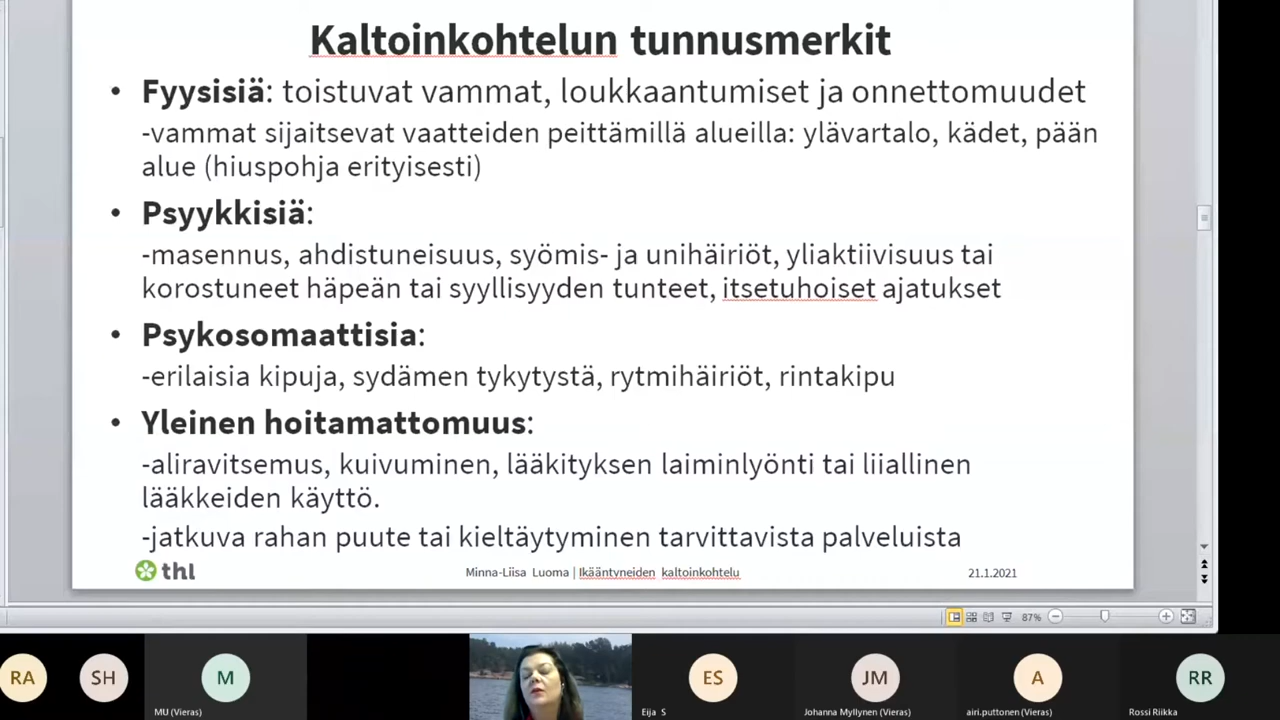 Kaltoinkohtelun tunnusmerkit
• Fyysisiä: toistuvat vammat, loukkaantumiset ja onnettomuudet
-vammat sijaitsevat vaatteiden peittämillä alueilla: ylävartalo, kädet, pään
alue (hiuspohja erityisesti)
• Psyykkisiä:
-masennus, ahdistuneisuus, syömis- ja unihäiriöt, yliaktiivisuus tai
korostuneet häpeän tai syyllisyyden tunteet, itsetuhoiset ajatukset
• Psykosomaattisia:
-erilaisia kipuja, sydämen tykytystä, rytmihäiriöt, rintakipu
• Yleinen hoitamattomuus:
-aliravitsemus, kuivuminen, lääkityksen laiminlyönti tai liiallinen
lääkkeiden käyttö.
-jatkuva rahan puute tai kieltäytyminen tarvittavista palveluista
thl
Minna-Liisa Luoma | Ikääntyneiden kaltoinkohtelu
21.1.2021
87%
RA
SH
M
ES
JM
A
RR
MU (Vieras)
Eija S
Johanna Myllynen (Vieras)
airi.puttonen (Vieras)
Rossi Riikka